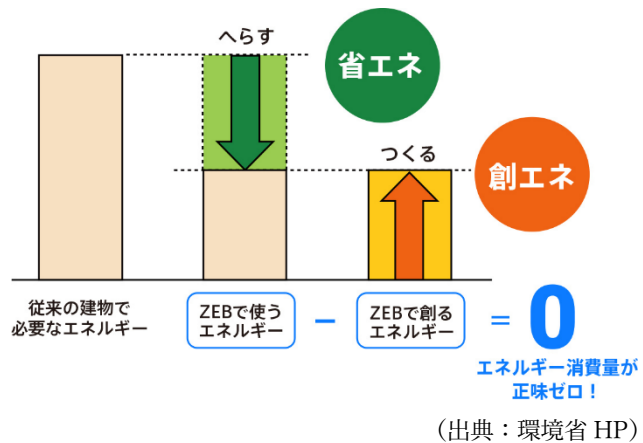 へらす
省エネ
つくる
創エネ
従来の建物で
必要なエネルギー
ZEBで使う
エネルギー
−
ZEBで創る
エネルギー
= 0
エネルギー消費量が
正味ゼロ！
（出典：環境省 HP）